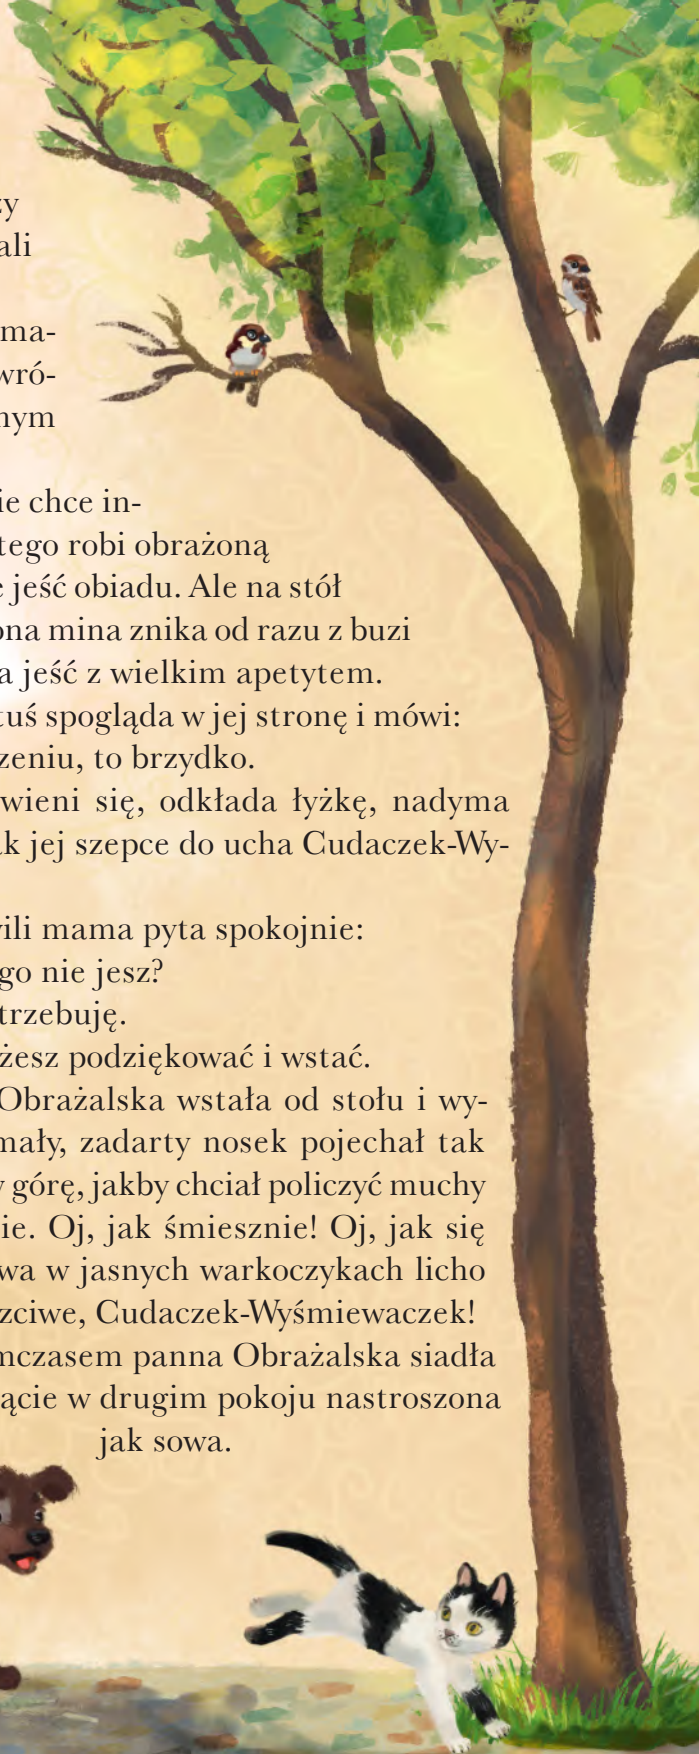 zy
ali
ma-
wró-
nym
ie chce in-
tego robi obrażoną
e jeść obiadu. Ale na stół
ona mina znika od razu z buzi
a jeść z wielkim apetytem.
tuś spogląda w jej stronę i mówi:
zeniu, to brzydko.
wieni się, odkłada łyżkę, nadyma
ak jej szepce do ucha Cudaczek-Wy-
vili mama pyta spokojnie:
go nie jesz?
trzebuję.
żesz podziękować i wstać.
Obrażalska wstała od stołu i wy-
mały, zadarty nosek pojechał tak
w górę, jakby chciał policzyć muchy
ie. Oj, jak śmiesznie! Oj, jak się
wa w jasnych warkoczykach licho
zciwe, Cudaczek-Wyśmiewaczek!
mczasem panna Obrażalska siadła
ącie w drugim pokoju nastroszona
jak sowa.